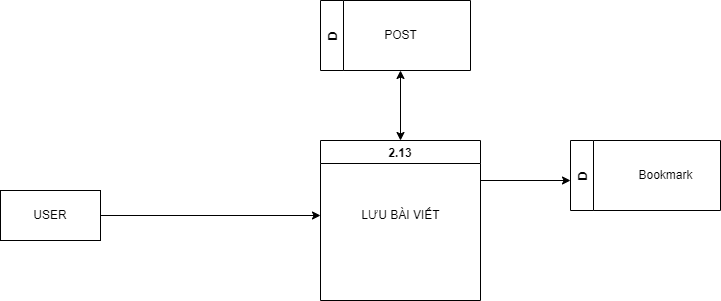 D
POST
2.13
LƯU BÀI VIẾT
D
Bookmark
USER